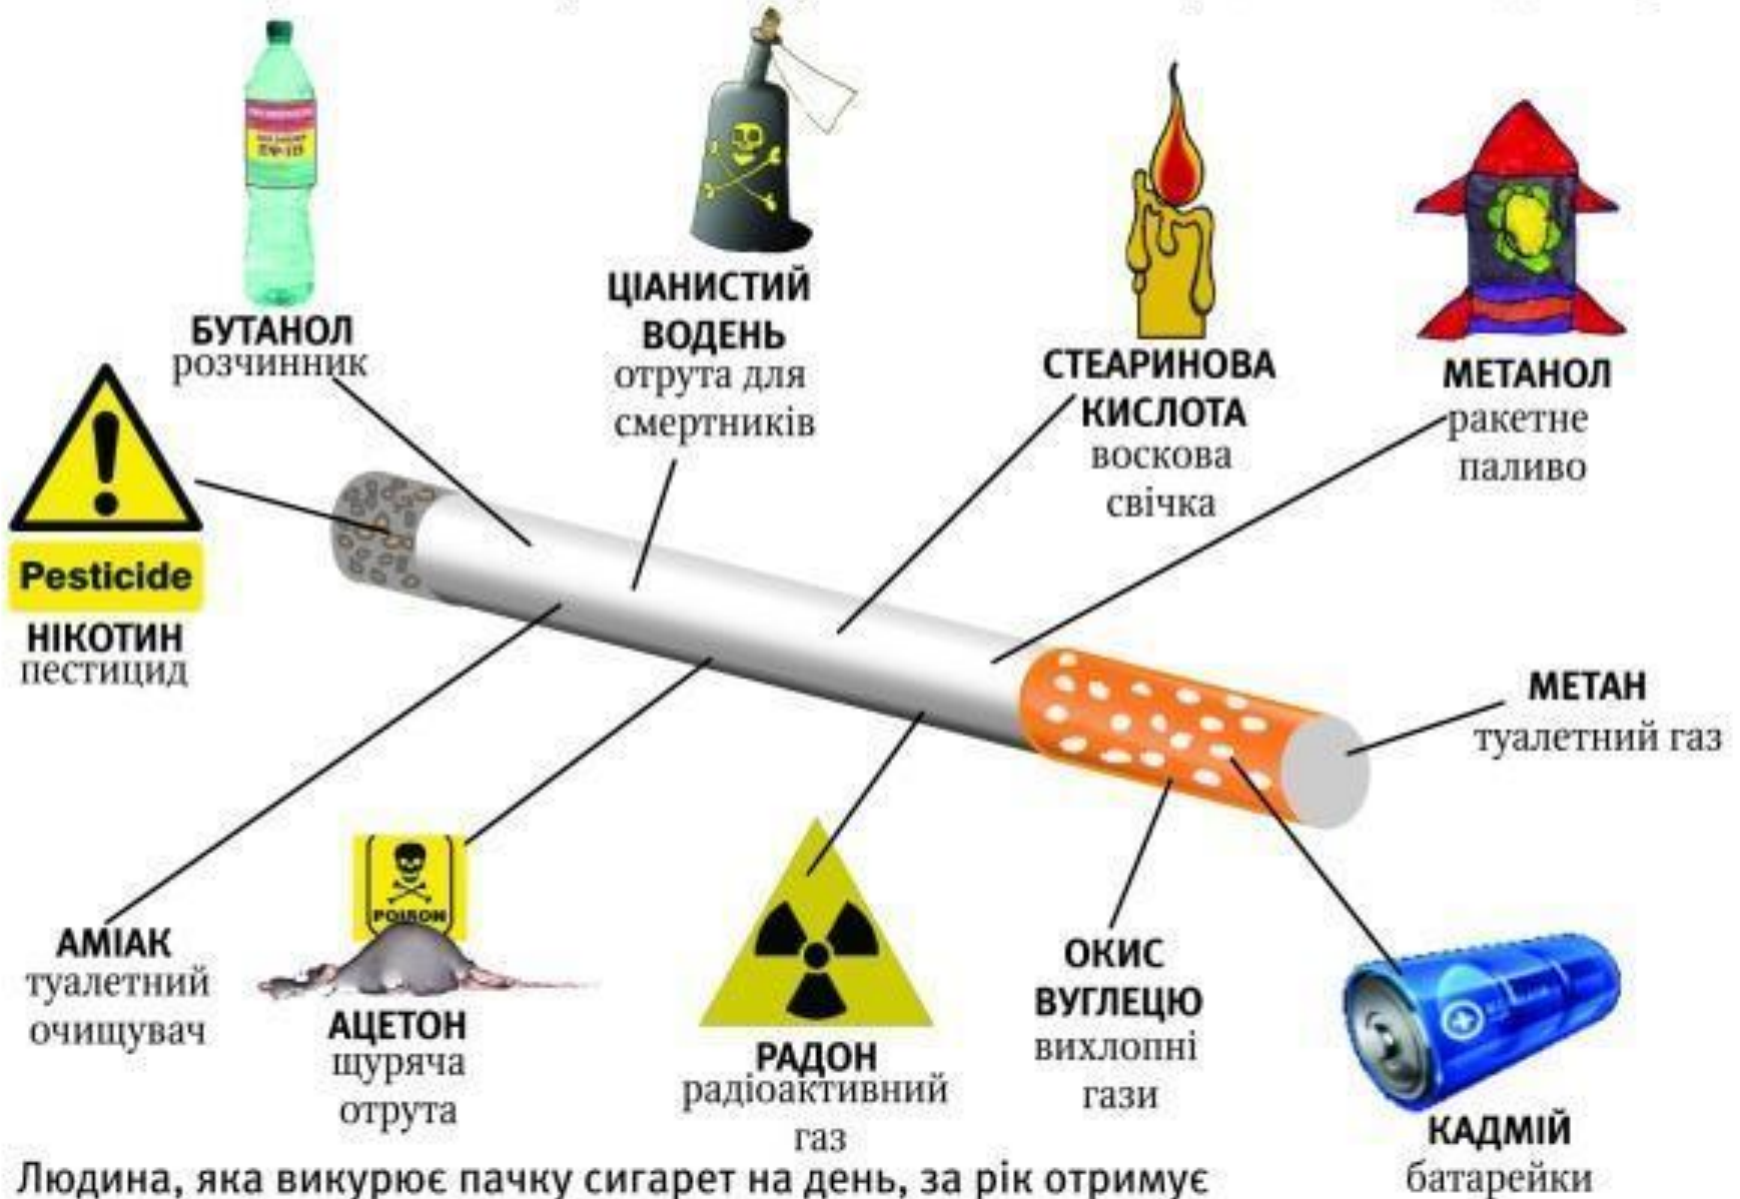 БУТАНОЛ
розчинник
ЦІАНИСТИЙ
ВОДЕНЬ
отрута для
смертників
СТЕАРИНОВА
КИСЛОТА
воскова
свічка
МЕТАНОЛ
ракетне
паливо
Pesticide
НІКОТИН
пестицид
МЕТАН
туалетний газ
АМІАК
туалетний
очищувач
POISON
АЦЕТОН
щуряча
отрута
РАДОН
радіоактивний
газ
ОКИС
ВУГЛЕЦЮ
вихлопні
гази
КАДМІЙ
батарейки
Людина, яка викурює пачку сигарет на день, за рік отримує